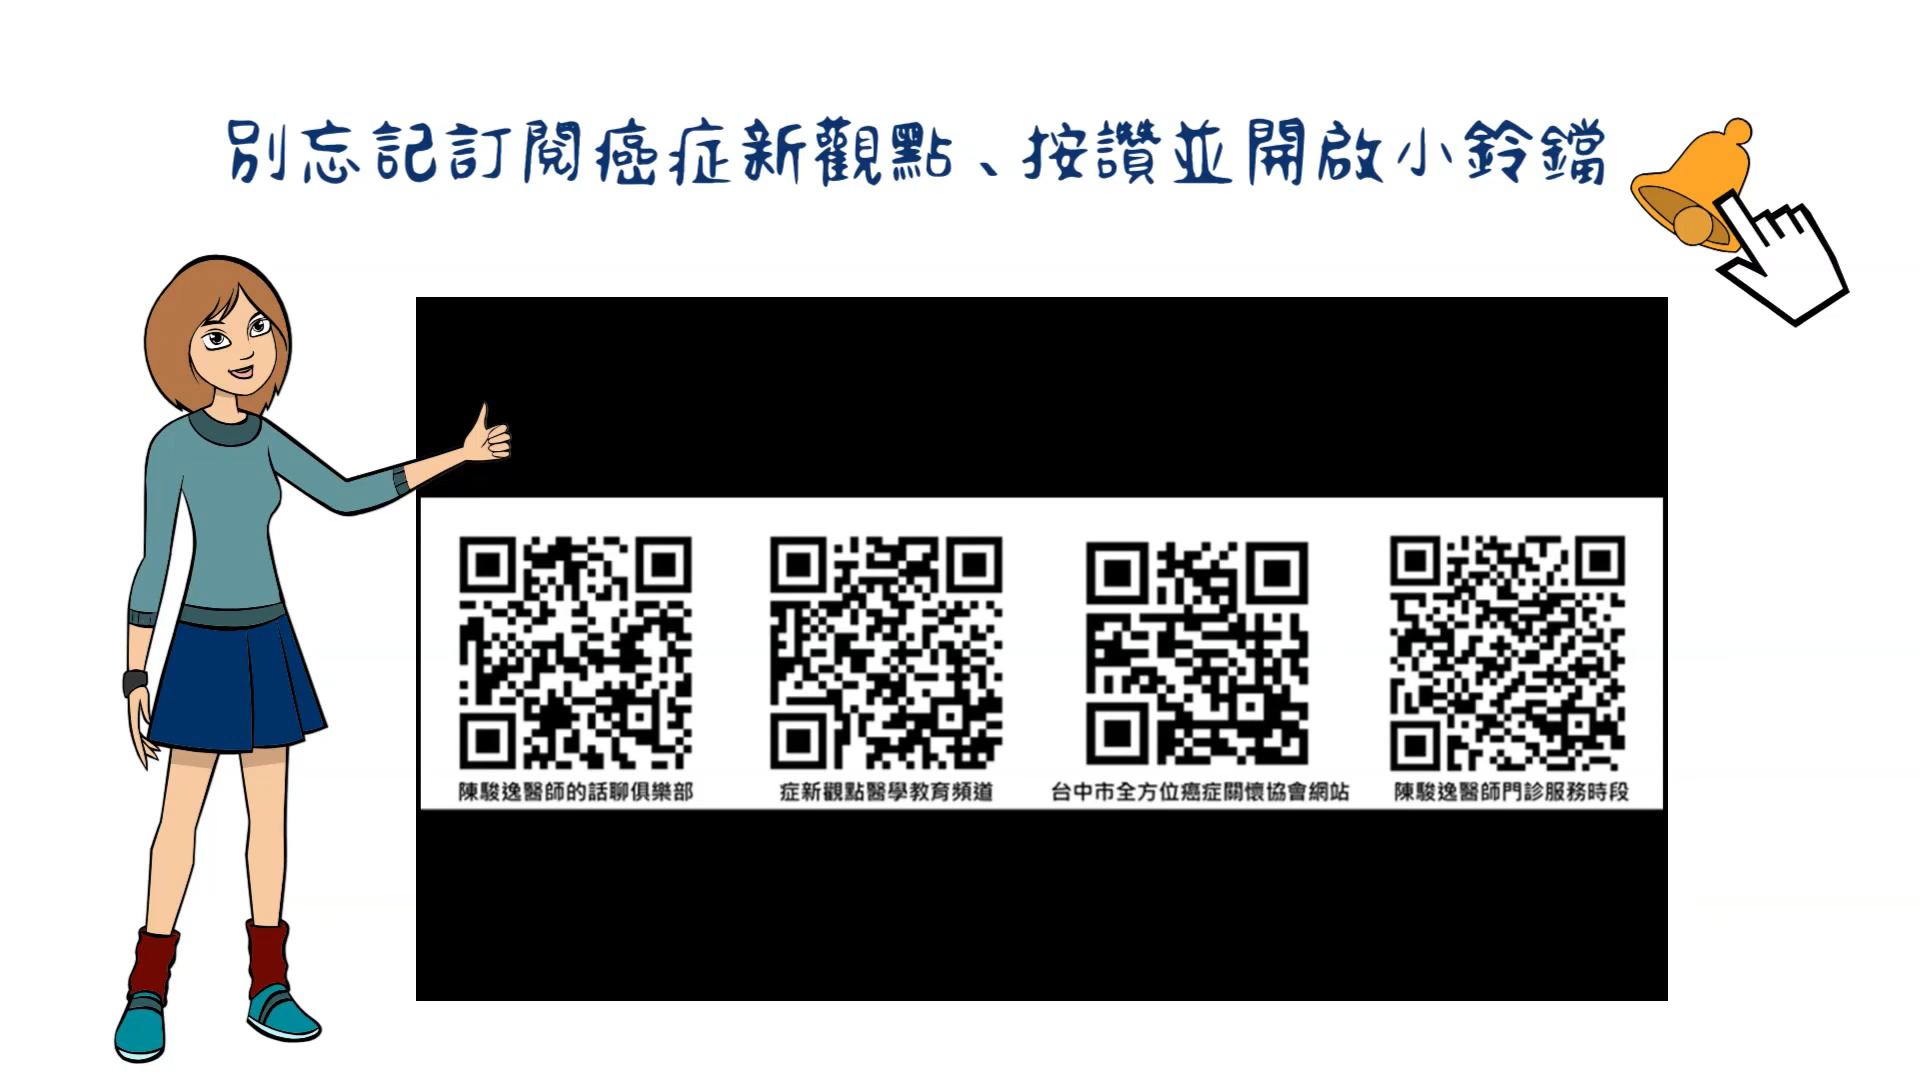 別忘記訂閱癌症新觀點、按讚並開啟小鈴鐺
陳駿逸醫師的話聊俱樂部
症新觀點醫學教育頻道
台中市全方位癌症關懷協會網站
陳駿逸醫師門診服務時段